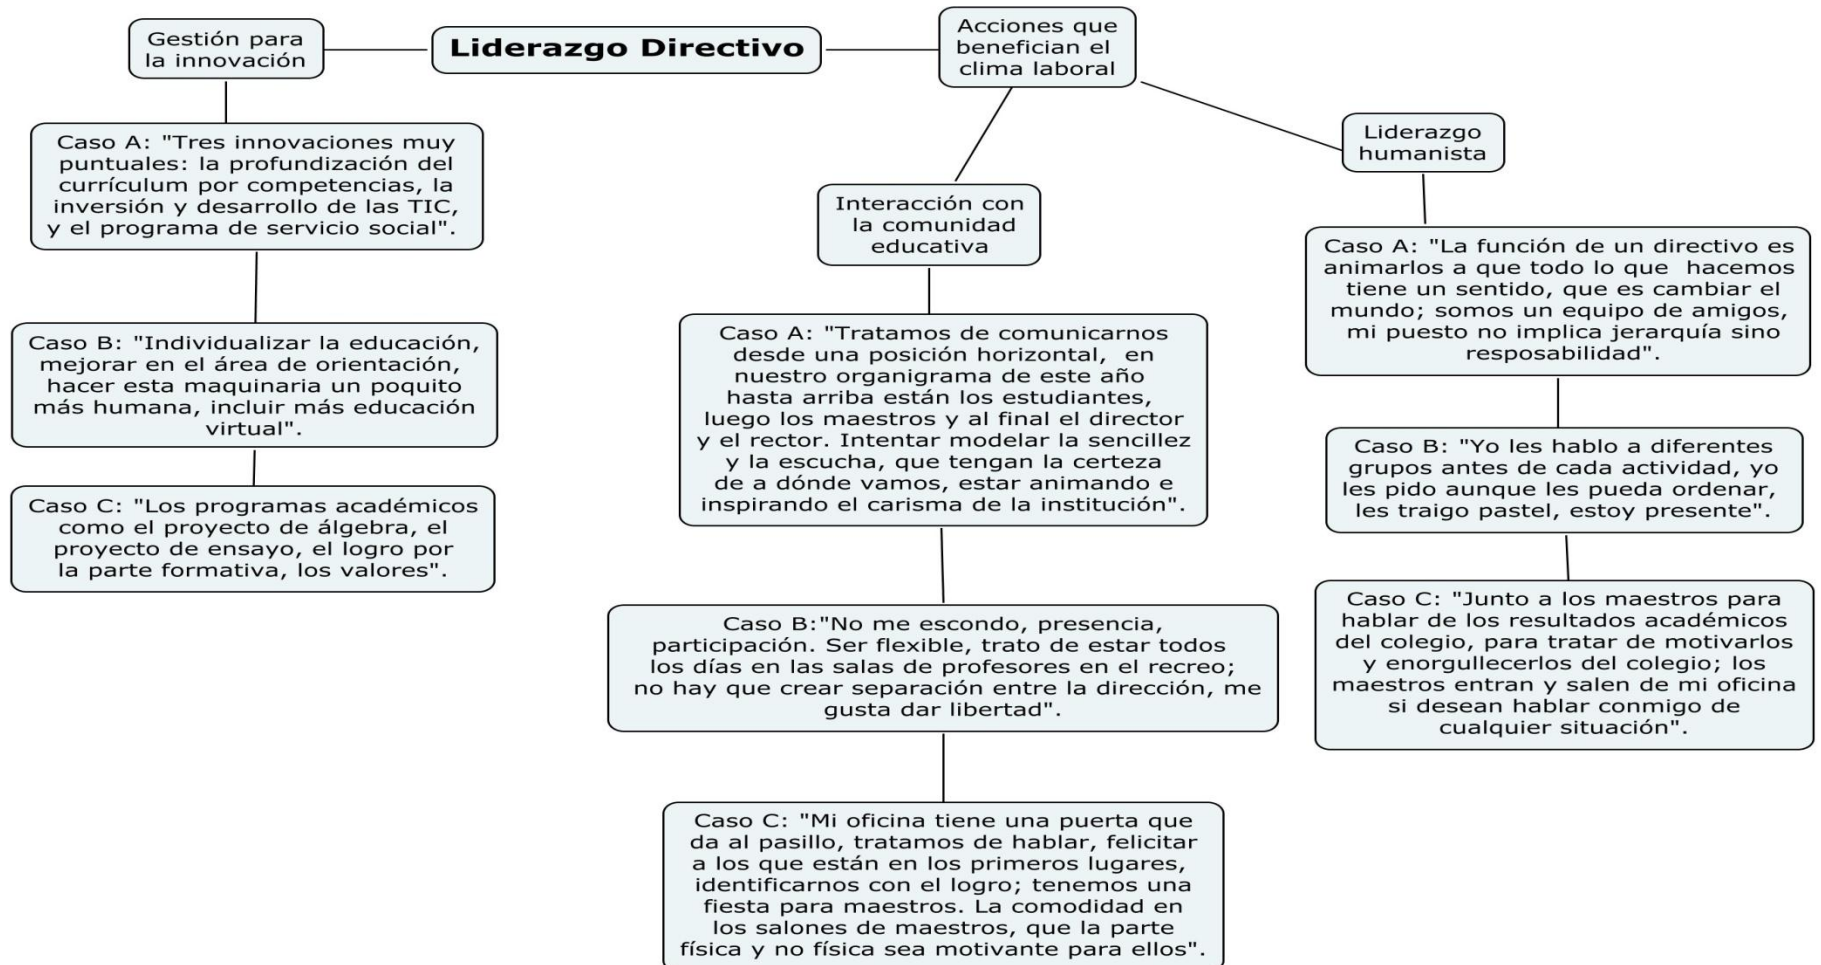 Gestión para
la innovación
Liderazgo Directivo
Acciones que
benefician el
clima laboral
Caso A: "Tres innovaciones muy
puntuales: la profundización del
currículum por competencias, la
inversión y desarrollo de las TIC,
y el programa de servicio social".
Caso B: "Individualizar la educación,
mejorar en el área de orientación,
hacer esta maquinaria un poquito
más humana, incluir más educación
virtual".
Caso C: "Los programas académicos
como el proyecto de álgebra, el
proyecto de ensayo, el logro por
la parte formativa, los valores".
Interacción con
la comunidad
educativa
Caso A: "Tratamos de comunicarnos
desde una posición horizontal, en
nuestro organigrama de este año
hasta arriba están los estudiantes,
luego los maestros y al final el director
y el rector. Intentar modelar la sencillez
y la escucha, que tengan la certeza
de a dónde vamos, estar animando e
inspirando el carisma de la institución".
Caso B:"No me escondo, presencia,
participación. Ser flexible, trato de estar todos
los días en las salas de profesores en el recreo;
no hay que crear separación entre la dirección, me
gusta dar libertad".
Caso C: "Mi oficina tiene una puerta que
da al pasillo, tratamos de hablar, felicitar
a los que están en los primeros lugares,
identificarnos con el logro; tenemos una
fiesta para maestros. La comodidad en
los salones de maestros, que la parte
física y no física sea motivante para ellos".
Liderazgo
humanista
Caso A: "La función de un directivo es
animarlos a que todo lo que hacemos
tiene un sentido, que es cambiar el
mundo; somos un equipo de amigos,
mi puesto no implica jerarquía sino
resposabilidad".
Caso B: "Yo les hablo a diferentes
grupos antes de cada actividad, yo
les pido aunque les pueda ordenar,
les traigo pastel, estoy presente".
Caso C: "Junto a los maestros para
hablar de los resultados académicos
del colegio, para tratar de motivarlos
y enorgullecerlos del colegio; los
maestros entran y salen de mi oficina
si desean hablar conmigo de
cualquier situación".